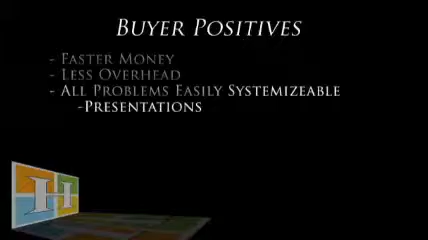 Buyer Positives
- Faster Money
- Less Overhead
- All Problems Easily Systemizeable
-Presentations
H